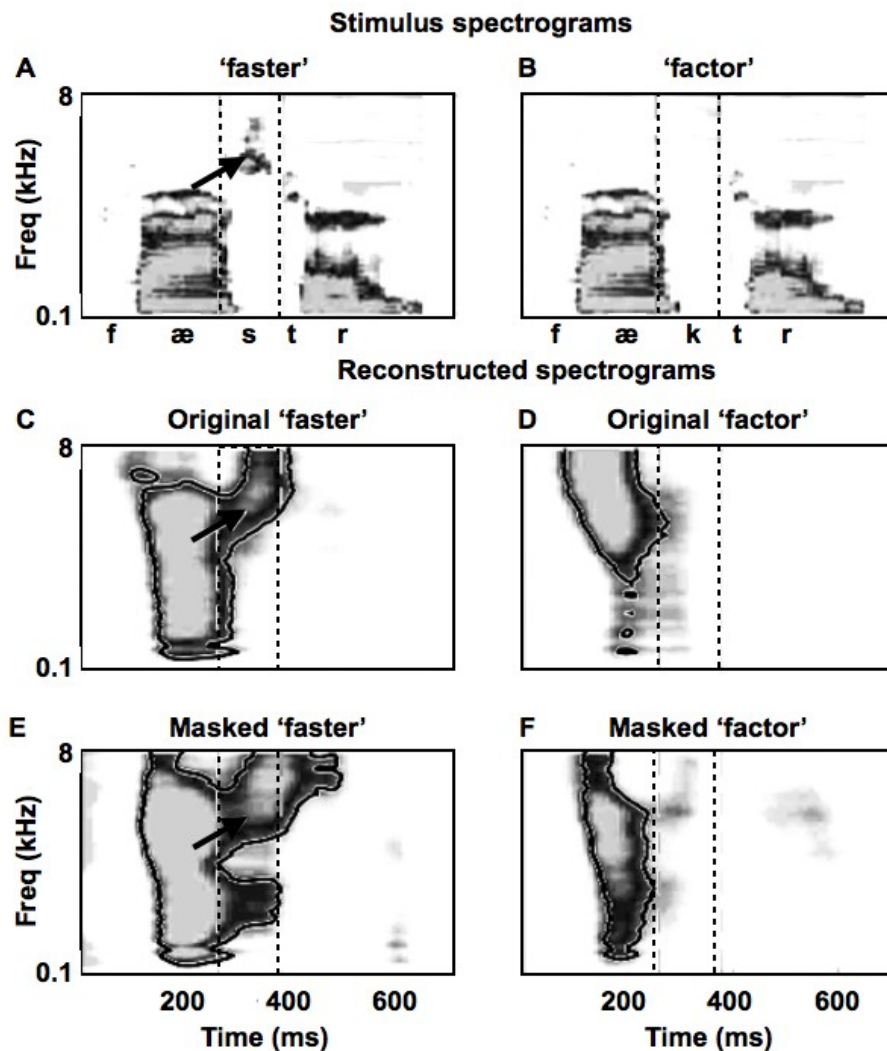 Stimulus spectrograms
A 'faster' B 'factor'
8
Freq (kHz)
0.1
f æ s t r f æ k t r
Reconstructed spectrograms
C Original 'faster' D Original 'factor'
8
0.1
E Masked 'faster' F Masked 'factor'
8
Freq (kHz)
0.1
200 400 600 200 400 600
Time (ms) Time (ms)